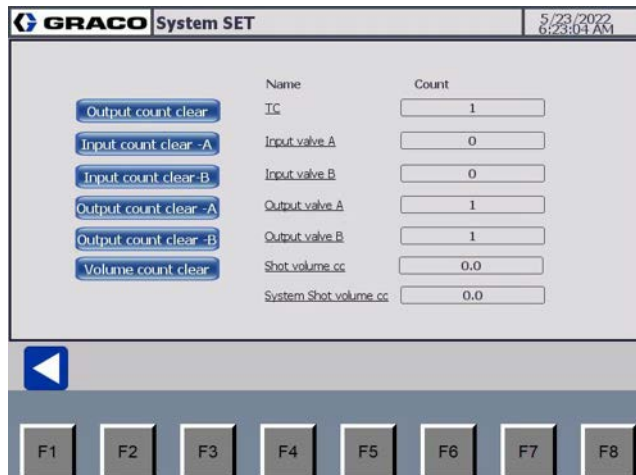 GRACO System SET 5/23/2022
6:23:04 AM
Name Count
Output count clear TC 1
Input count clear -A Input valve A 0
Input count clear-B Input valve B 0
Output count clear -A Output valve A 1
Output count clear -B Output valve B 1
Volume count clear Shot volume cc 0.0
System Shot volume cc 0.0
F1 F2 F3 F4 F5 F6 F7 F8